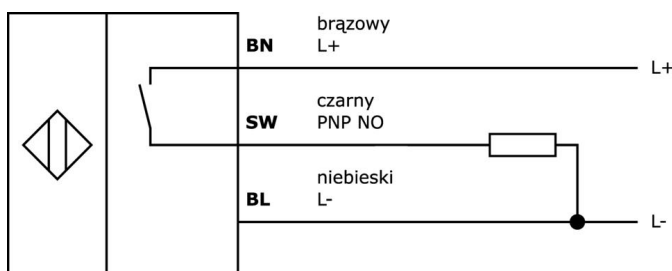 brązowy
BN L+
L+
czarny
SW PNP NO
niebieski
BL L-
L-